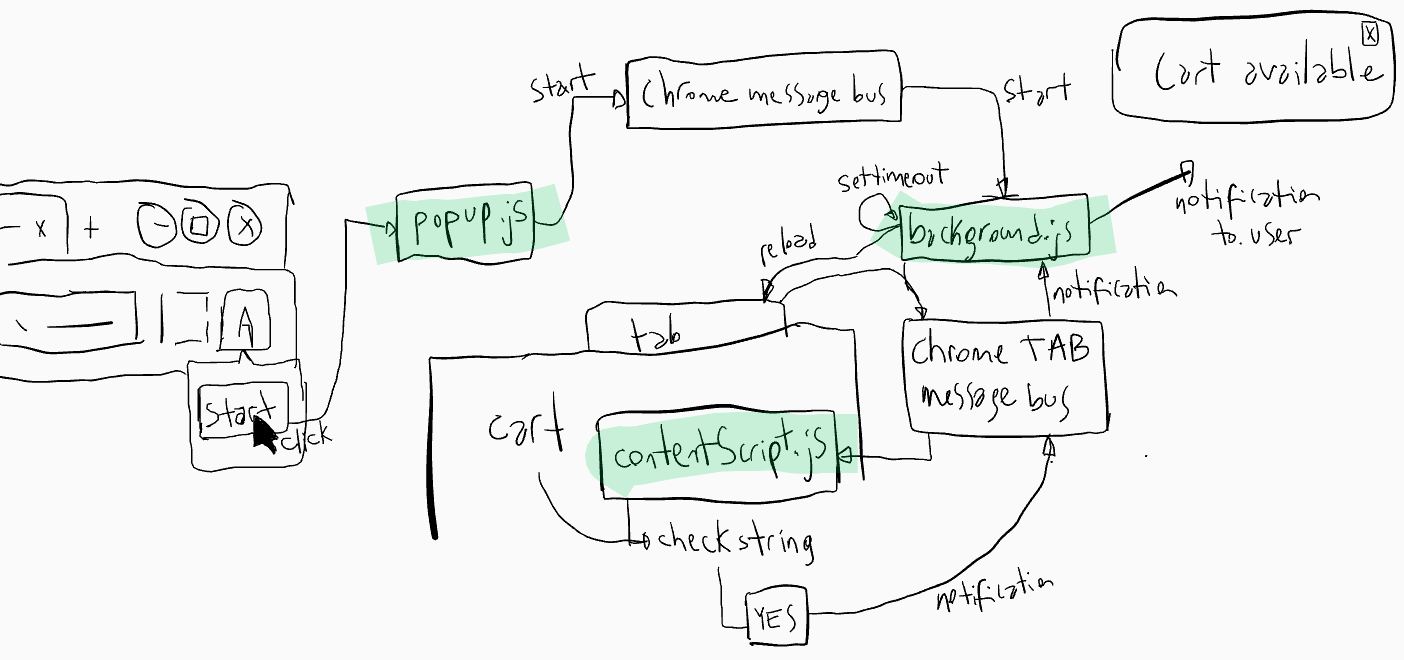 start
Chrome message bus
start
X
Cart available
x + - x
popup.js
settimeout
background.js
notification
to user
reload
notification
A
tab
Chrome TAB
message bus
start
click
cart
contentScript.js
check string
YES
notification